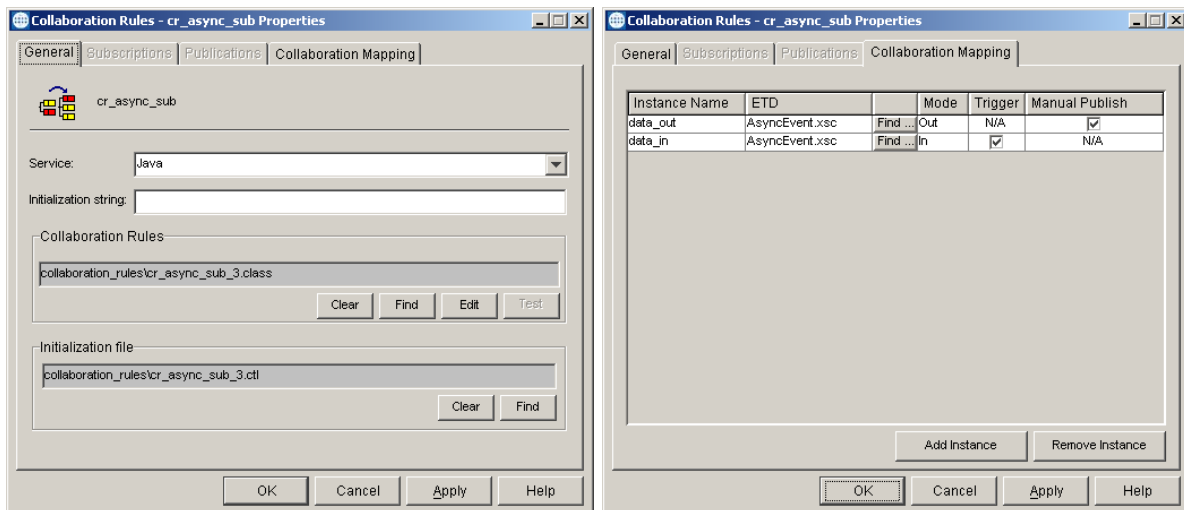 Collaboration Rules - cr_async_sub Properties
General Subscriptions Publications Collaboration Mapping
cr_async_sub
Service: Java
Initialization string:
Collaboration Rules
collaboration_rules\cr_async_sub_3.class
Clear Find Edit Test
Initialization file
collaboration_rules\cr_async_sub_3.ctl
Clear Find
OK Cancel Apply Help
Collaboration Rules - cr_async_sub Properties
General Subscriptions Publications Collaboration Mapping
Instance Name ETD Mode Trigger Manual Publish
data_out AsyncEvent.xsc Find ... Out N/A
data_in AsyncEvent.xsc Find ... In N/A
Add Instance Remove Instance
OK Cancel Apply Help